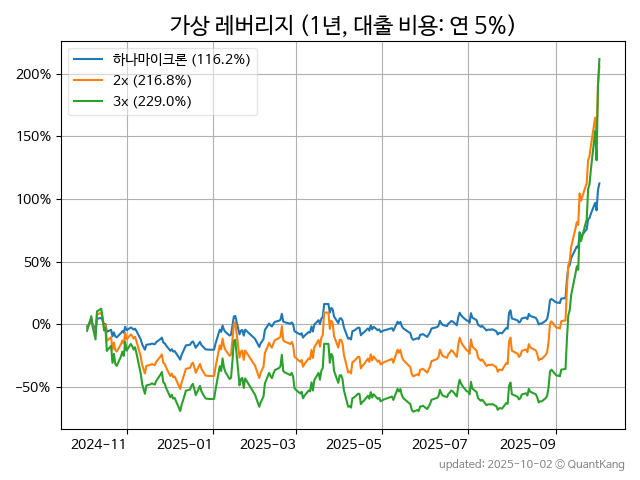 가상 레버리지 (1년, 대출 비용: 연 5%)
하나마이크론 (116.2%)
2x (216.8%)
3x (229.0%)
200%
150%
100%
50%
0%
−50%
2024-11 2025-01 2025-03 2025-05 2025-07 2025-09
updated: 2025-10-02 © QuantKang